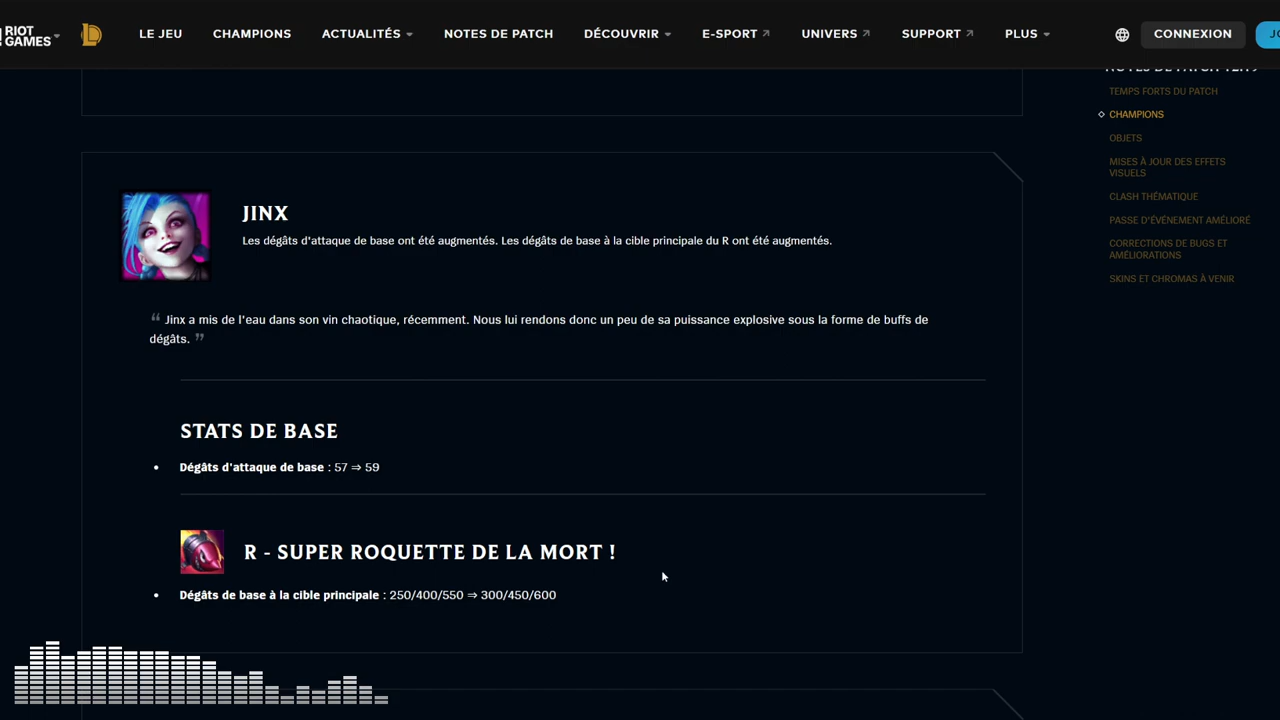 RIOT GAMES
LE JEU
CHAMPIONS
ACTUALITÉS
NOTES DE PATCH
DÉCOUVRIR
E-SPORT
UNIVERS
SUPPORT
PLUS
CONNEXION
TEMPS FORTS DU PATCH
CHAMPIONS
OBJETS
MISES À JOUR DES EFFETS
VISUELS
CLASH THÉMATIQUE
PASSE D'ÉVÉNEMENT AMÉLIORÉ
CORRECTIONS DE BUGS ET
AMÉLIORATIONS
SKINS ET CHROMAS À VENIR
JINX
Les dégâts d'attaque de base ont été augmentés. Les dégâts de base à la cible principale du R ont été augmentés.
“ Jinx a mis de l'eau dans son vin chaotique, récemment. Nous lui rendons donc un peu de sa puissance explosive sous la forme de buffs de
dégâts. ”
STATS DE BASE
• Dégâts d'attaque de base : 57 ⇒ 59
R - SUPER ROQUETTE DE LA MORT !
• Dégâts de base à la cible principale : 250/400/550 ⇒ 300/450/600